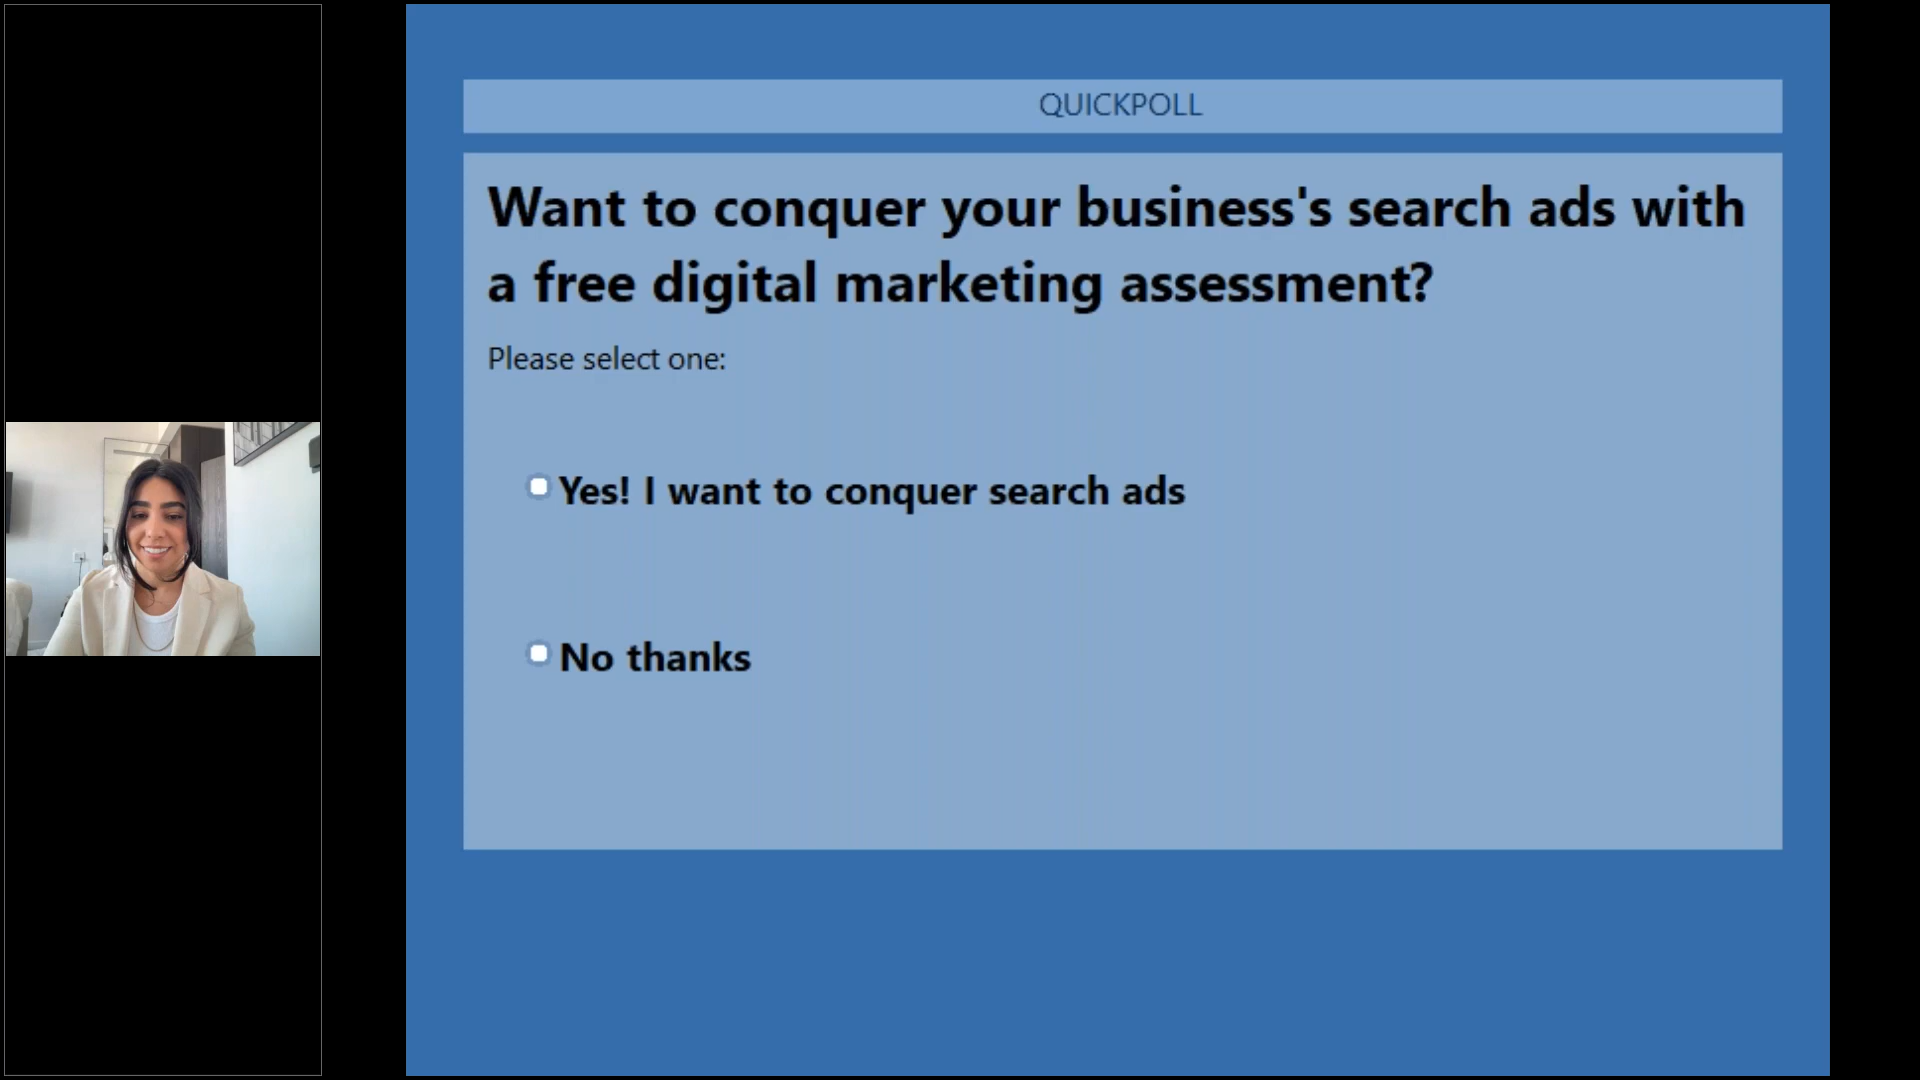 QUICKPOLL
Want to conquer your business's search ads with
a free digital marketing assessment?
Please select one:
Yes! I want to conquer search ads
No thanks